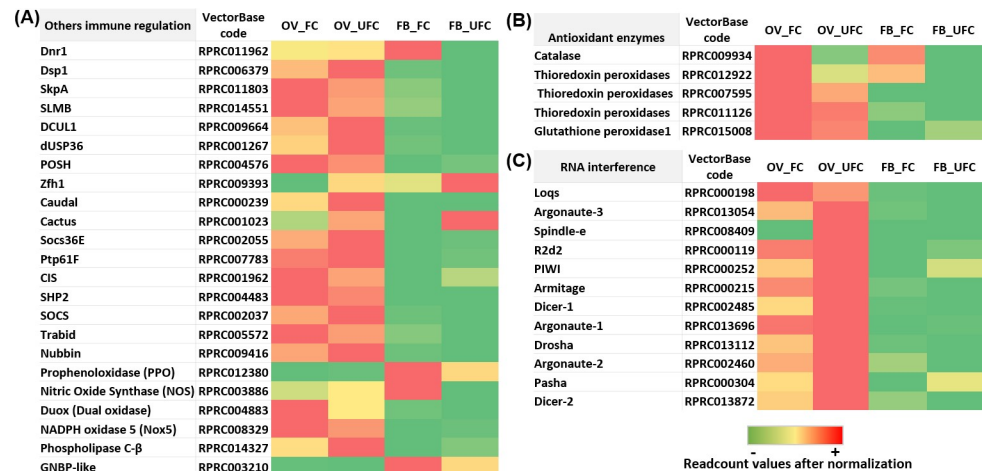 (A)
Others immune regulation VectorBase code OV_FC OV_UFC FB_FC FB_UFC
Dnr1 RPRC011962
Dsp1 RPRC006379
SkpA RPRC011803
SLMB RPRC014551
DCUL1 RPRC009664
dUSP36 RPRC001267
POSH RPRC004576
Zfh1 RPRC009393
Caudal RPRC000239
Cactus RPRC001023
Socs36E RPRC002055
Ptp61F RPRC007783
CIS RPRC001962
SHP2 RPRC004483
SOCS RPRC002037
Trabid RPRC005572
Nubbin RPRC009416
Prophenoloxidase (PPO) RPRC012380
Nitric Oxide Synthase (NOS) RPRC003886
Duox (Dual oxidase) RPRC004883
NADPH oxidase 5 (Nox5) RPRC008329
Phospholipase C-β RPRC014327
GNBP-like RPRC003210
(B)
Antioxidant enzymes VectorBase code OV_FC OV_UFC FB_FC FB_UFC
Catalase RPRC009934
Thioredoxin peroxidases RPRC012922
Thioredoxin peroxidases RPRC007595
Thioredoxin peroxidases RPRC011126
Glutathione peroxidase1 RPRC015008
(C)
RNA interference VectorBase code OV_FC OV_UFC FB_FC FB_UFC
Loqs RPRC000198
Argonaute-3 RPRC013054
Spindle-e RPRC008409
R2d2 RPRC000119
PIWI RPRC000252
Armitage RPRC000215
Dicer-1 RPRC002485
Argonaute-1 RPRC013696
Drosha RPRC013112
Argonaute-2 RPRC002460
Pasha RPRC000304
Dicer-2 RPRC013872
- +
Readcount values after normalization